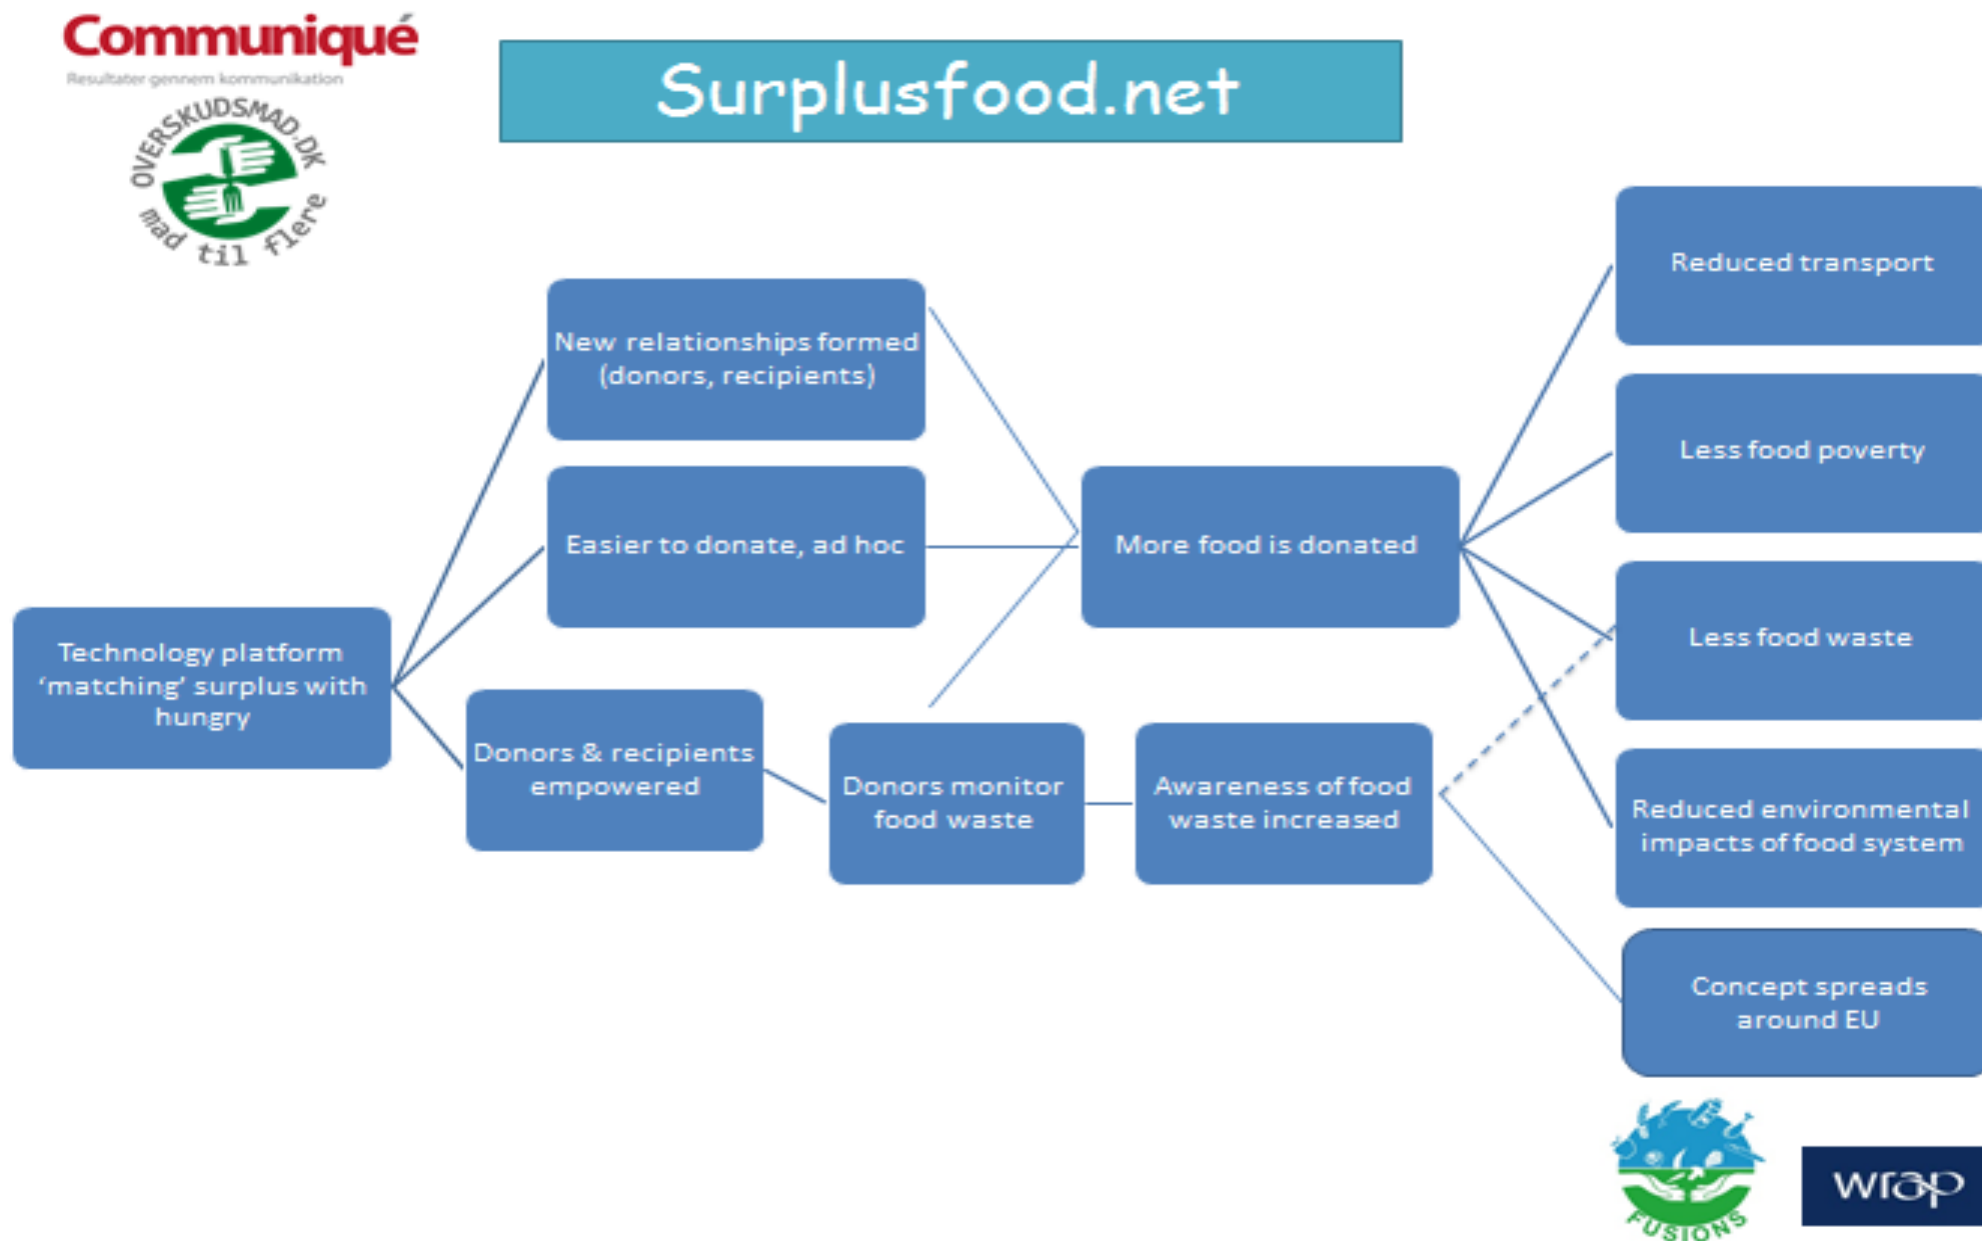 Communiqué
Resultater gennem kommunikation
OVERSKUDSMAD.DK
mad til flere
Surplusfood.net
Technology platform
‘matching’ surplus with
hungry
New relationships formed
(donors, recipients)
Easier to donate, ad hoc
Donors & recipients
empowered
Donors monitor
food waste
More food is donated
Awareness of food
waste increased
Reduced transport
Less food poverty
Less food waste
Reduced environmental
impacts of food system
Concept spreads
around EU
FUSIONS
wrap